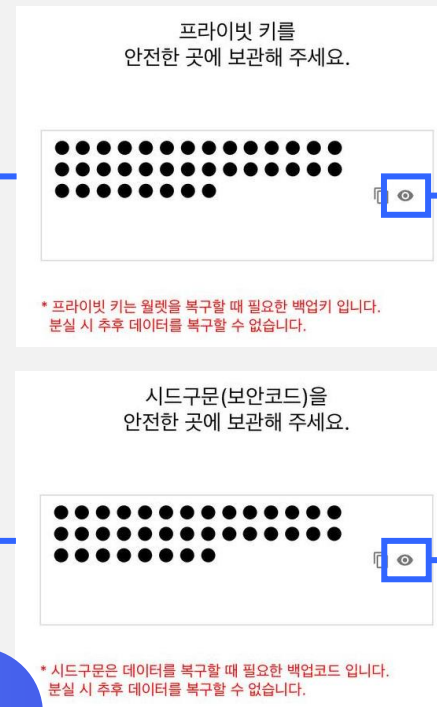 프라이빗 키를
안전한 곳에 보관해 주세요.
* 프라이빗 키는 월렛을 복구할 때 필요한 백업키 입니다.
분실 시 추후 데이터를 복구할 수 없습니다.
시드구문(보안코드)을
안전한 곳에 보관해 주세요.
* 시드구문은 데이터를 복구할 때 필요한 백업코드 입니다.
분실 시 추후 데이터를 복구할 수 없습니다.